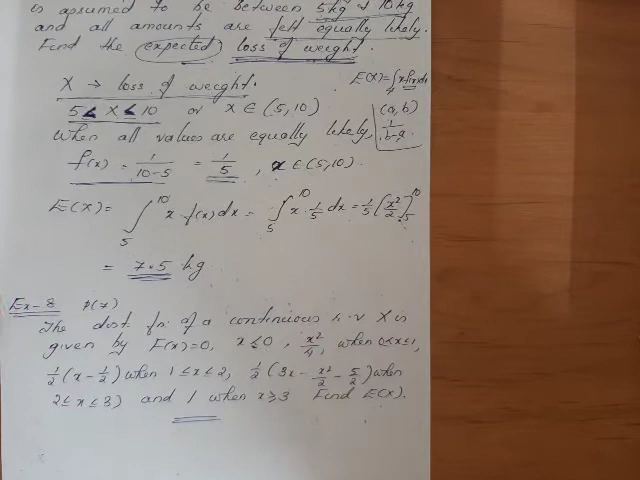 is assumed to be between 5kg & 10kg
and all amounts are felt equally likely.
Find the expected loss of weight.
X → loss of weight.
E(X) = ∫ x f(x) dx
5 ≤ X ≤ 10 or x ∈ (5,10)
(a, b)
When all values are equally likely,
1/b-a
f(x) = 1/10-5 = 1/5, x ∈ (5,10).
E(X) = ∫₅¹⁰ x · f(x) dx = ∫₅¹⁰ x · 1/5 dx = 1/5 [x²/2]₅¹⁰
= 7.5 kg
Ex-8 P(7)
The dist. fn. of a continuous r.v X is
given by F(x)=0, x ≤ 0, x²/4, when 0<x≤1,
1/2 (x - 1/2) when 1 ≤ x ≤ 2, 1/2 (3x - x²/2 - 5/2) when
2 ≤ x ≤ 3) and 1 when x ≥ 3 Find E(X).